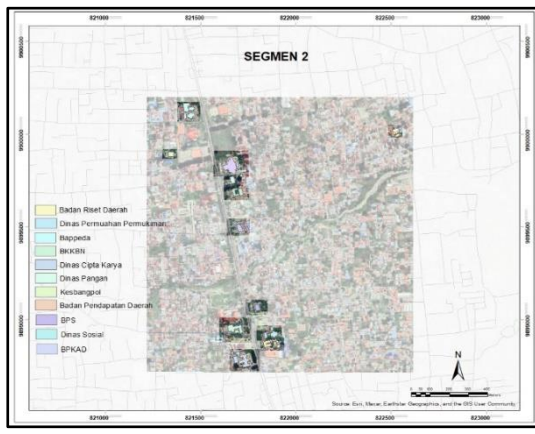 821000 821500 822000 822500 823000
SEGMEN 2
Badan Riset Daerah
Dinas Permuahan Permukiman
Bappeda
BKKBN
Dinas Cipta Karya
Dinas Pangan
Kesbangpol
Badan Pendapatan Daerah
BPS
Dinas Sosial
BPKAD
N
Source: Esri, Maxar, Earthstar Geographics, and the GIS User Community
821000 821500 822000 822500 823000